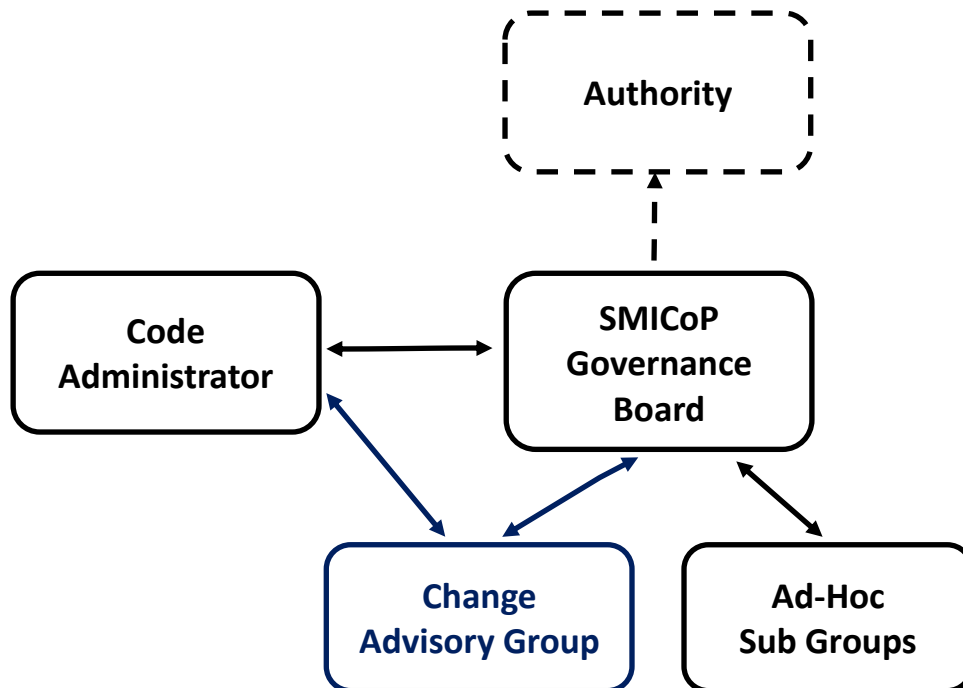 Authority
Code
Administrator
SMICoP
Governance
Board
Change
Advisory Group
Ad-Hoc
Sub Groups